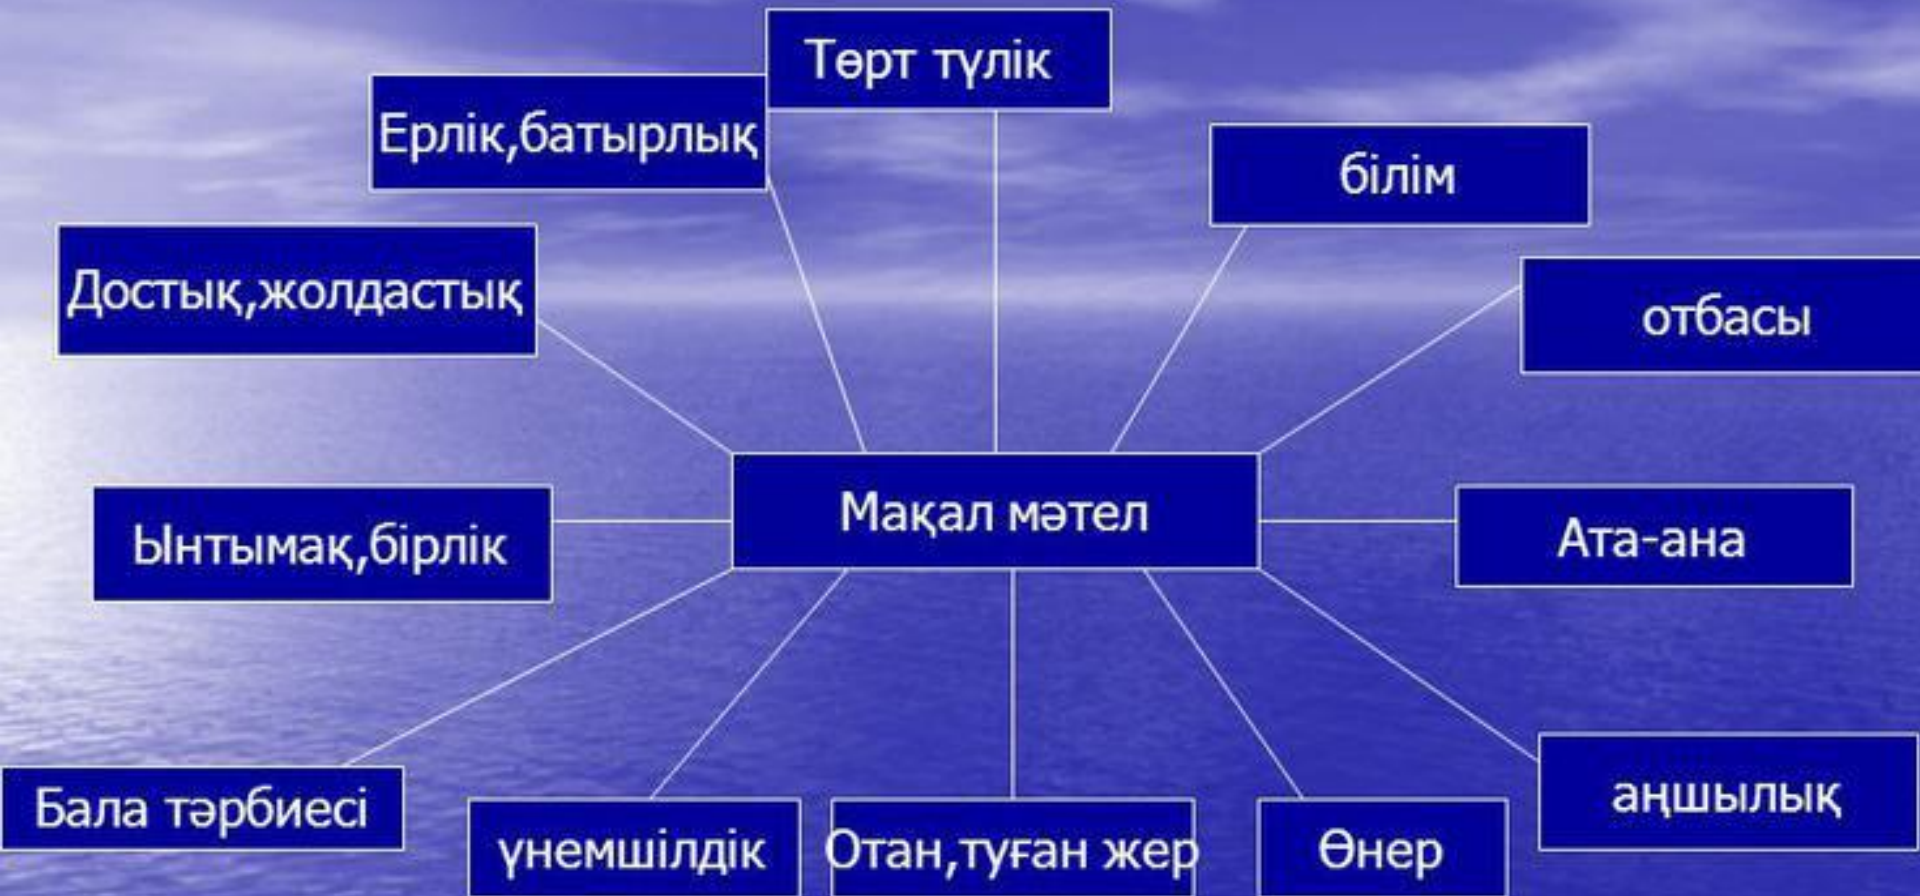 Төрт түлік
Ерлік,батырлық
білім
Достық,жолдастық
отбасы
Мақал мәтел
Ынтымақ,бірлік
Ата-ана
Бала тәрбиесі
үнемшілдік
Отан,туған жер
Өнер
аңшылық